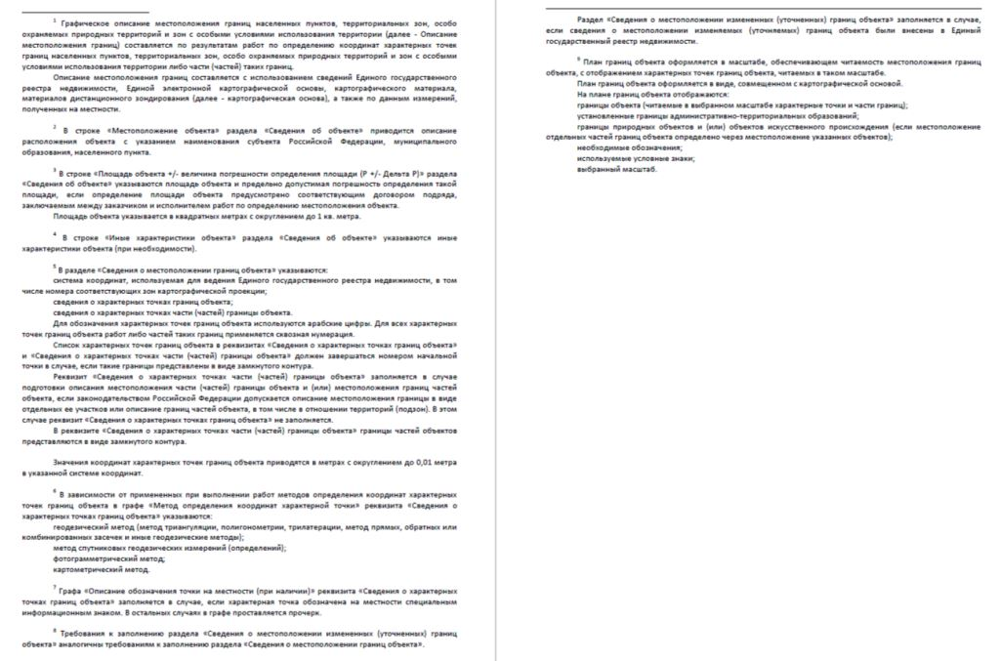 1 Графическое описание местоположения границ населенных пунктов, территориальных зон, особо
охраняемых природных территорий и зон с особыми условиями использования территории (далее - Описание
местоположения границ) составляется по результатам работ по определению координат характерных точек
границ населенных пунктов, территориальных зон, особо охраняемых природных территорий и зон с особыми
условиями использования территории либо части (частей) таких границ.
Описание местоположения границ составляется с использованием сведений Единого государственного
реестра недвижимости, Единой электронной картографической основы, картографического материала,
материалов дистанционного зондирования (далее - картографическая основа), а также по данным измерений,
полученных на местности.
2 В строке «Местоположение объекта» раздела «Сведения об объекте» приводится описание
расположения объекта с указанием наименования субъекта Российской Федерации, муниципального
образования, населенного пункта.
3 В строке «Площадь объекта +/- величина погрешности определения площади (P +/- Дельта P)» раздела
«Сведения об объекте» указываются площадь объекта и предельно допустимая погрешность определения такой
площади, если определение площади объекта предусмотрено соответствующим договором подряда,
заключаемым между заказчиком и исполнителем работ по определению местоположения объекта.
Площадь объекта указывается в квадратных метрах с округлением до 1 кв. метра.
4 В строке «Иные характеристики объекта» раздела «Сведения об объекте» указываются иные
характеристики объекта (при необходимости).
5 В разделе «Сведения о местоположении границ объекта» указываются:
система координат, используемая для ведения Единого государственного реестра недвижимости, в том
числе номера соответствующих зон картографической проекции;
сведения о характерных точках границ объекта;
сведения о характерных точках части (частей) границы объекта.
Для обозначения характерных точек границ объекта используются арабские цифры. Для всех характерных
точек границ объекта работ либо частей таких границ применяется сквозная нумерация.
Список характерных точек границ объекта в реквизитах «Сведения о характерных точках границ объекта»
и «Сведения о характерных точках части (частей) границы объекта» должен завершаться номером начальной
точки в случае, если такие границы представлены в виде замкнутого контура.
Реквизит «Сведения о характерных точках части (частей) границы объекта» заполняется в случае
подготовки описания местоположения части (частей) границы объекта и (или) местоположения границ частей
объекта, если законодательством Российской Федерации допускается описание местоположения границы в виде
отдельных ее участков или описание границ частей объекта, в том числе в отношении территорий (подзон). В этом
случае реквизит «Сведения о характерных точках границ объекта» не заполняется.
В реквизите «Сведения о характерных точках части (частей) границы объекта» границы частей объектов
представляются в виде замкнутого контура.
Значения координат характерных точек границ объекта приводятся в метрах с округлением до 0,01 метра
в указанной системе координат.
6 В зависимости от примененных при выполнении работ методов определения координат характерных
точек границ объекта в графе «Метод определения координат характерной точки» реквизита «Сведения о
характерных точках границ объекта» указываются:
геодезический метод (метод триангуляции, полигонометрии, трилатерации, метод прямых, обратных или
комбинированных засечек и иные геодезические методы);
метод спутниковых геодезических измерений (определений);
фотограмметрический метод;
картометрический метод.
7 Графа «Описание обозначения точки на местности (при наличии)» реквизита «Сведения о характерных
точках границ объекта» заполняется в случае, если характерная точка обозначена на местности специальным
информационным знаком. В остальных случаях в графе проставляется прочерк.
8 Требования к заполнению раздела «Сведения о местоположении измененных (уточненных) границ
объекта» аналогичны требованиям к заполнению раздела «Сведения о местоположении границ объекта».
Раздел «Сведения о местоположении измененных (уточненных) границ объекта» заполняется в случае,
если сведения о местоположении изменяемых (уточняемых) границ объекта были внесены в Единый
государственный реестр недвижимости.
9 План границ объекта оформляется в масштабе, обеспечивающем читаемость местоположения границ
объекта, с отображением характерных точек границ объекта, читаемых в таком масштабе.
План границ объекта оформляется в виде, совмещенном с картографической основой.
На плане границ объекта отображаются:
границы объекта (читаемые в выбранном масштабе характерные точки и части границ);
установленные границы административно-территориальных образований;
границы природных объектов и (или) объектов искусственного происхождения (если местоположение
отдельных частей границ объекта определено через местоположение указанных объектов);
необходимые обозначения;
используемые условные знаки;
выбранный масштаб.